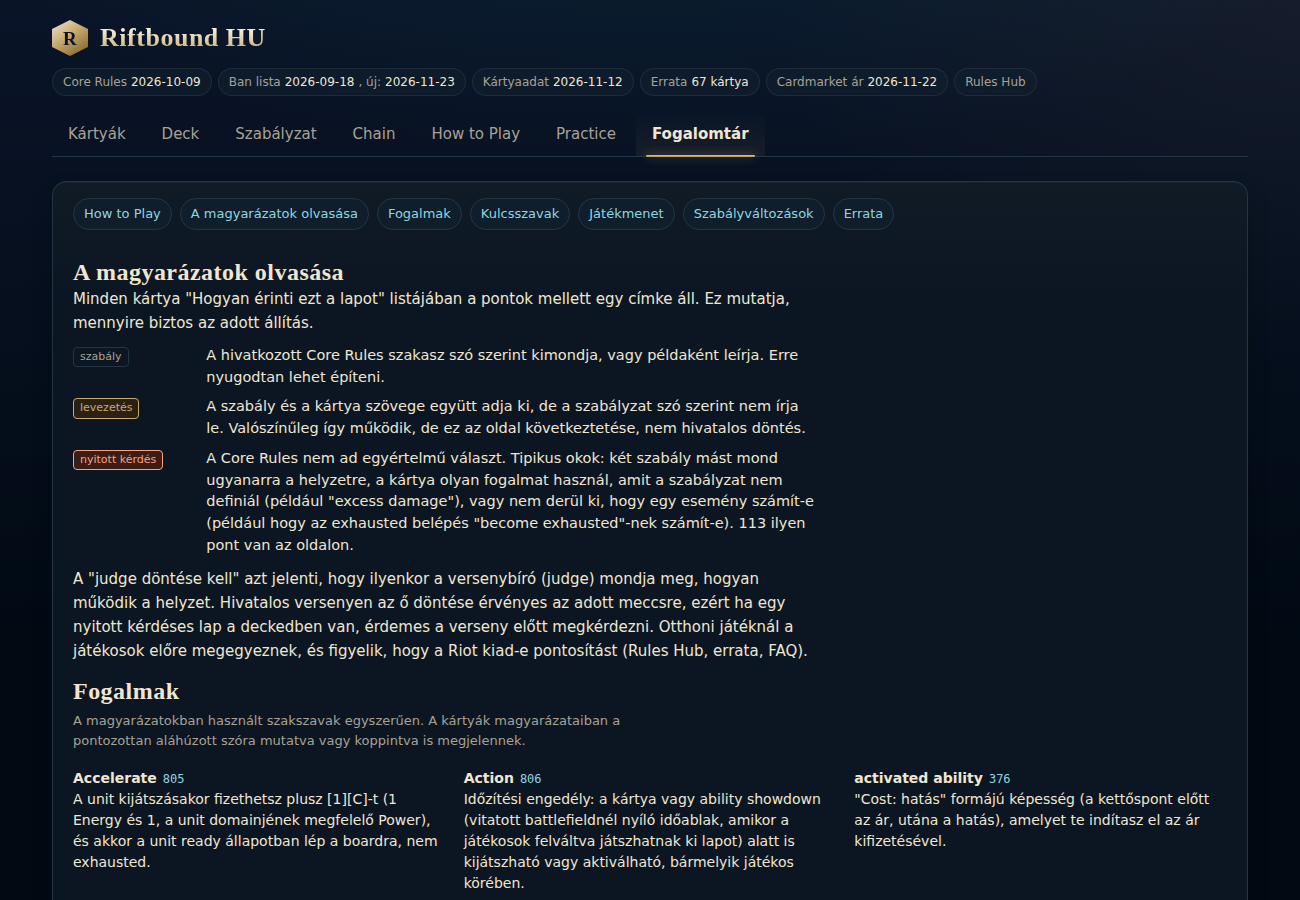 R Riftbound HU
Core Rules 2026-10-09 Ban lista 2026-09-18 , új: 2026-11-23 Kártyaadat 2026-11-12 Errata 67 kártya Cardmarket ár 2026-11-22 Rules Hub
Kártyák Deck Szabályzat Chain How to Play Practice Fogalomtár
How to Play A magyarázatok olvasása Fogalmak Kulcsszavak Játékmenet Szabályváltozások Errata
A magyarázatok olvasása
Minden kártya "Hogyan érinti ezt a lapot" listájában a pontok mellett egy címke áll. Ez mutatja,
mennyire biztos az adott állítás.
szabály
A hivatkozott Core Rules szakasz szó szerint kimondja, vagy példaként leírja. Erre
nyugodtan lehet építeni.
levezetés
A szabály és a kártya szövege együtt adja ki, de a szabályzat szó szerint nem írja
le. Valószínűleg így működik, de ez az oldal következtetése, nem hivatalos döntés.
nyitott kérdés
A Core Rules nem ad egyértelmű választ. Tipikus okok: két szabály mást mond
ugyanarra a helyzetre, a kártya olyan fogalmat használ, amit a szabályzat nem
definiál (például "excess damage"), vagy nem derül ki, hogy egy esemény számít-e
(például hogy az exhausted belépés "become exhausted"-nek számít-e). 113 ilyen
pont van az oldalon.
A "judge döntése kell" azt jelenti, hogy ilyenkor a versenybíró (judge) mondja meg, hogyan
működik a helyzet. Hivatalos versenyen az ő döntése érvényes az adott meccsre, ezért ha egy
nyitott kérdéses lap a deckedben van, érdemes a verseny előtt megkérdezni. Otthoni játéknál a
játékosok előre megegyeznek, és figyelik, hogy a Riot kiad-e pontosítást (Rules Hub, errata, FAQ).
Fogalmak
A magyarázatokban használt szakszavak egyszerűen. A kártyák magyarázataiban a
pontozottan aláhúzott szóra mutatva vagy koppintva is megjelennek.
Accelerate 805
A unit kijátszásakor fizethetsz plusz [1][C]-t (1
Energy és 1, a unit domainjének megfelelő Power),
és akkor a unit ready állapotban lép a boardra, nem
exhausted.
Action 806
Időzítési engedély: a kártya vagy ability showdown
(vitatott battlefieldnél nyíló időablak, amikor a
játékosok felváltva játszhatnak ki lapot) alatt is
kijátszható vagy aktiválható, bármelyik játékos
körében.
activated ability 376
"Cost: hatás" formájú képesség (a kettőspont előtt
az ár, utána a hatás), amelyet te indítasz el az ár
kifizetésével.